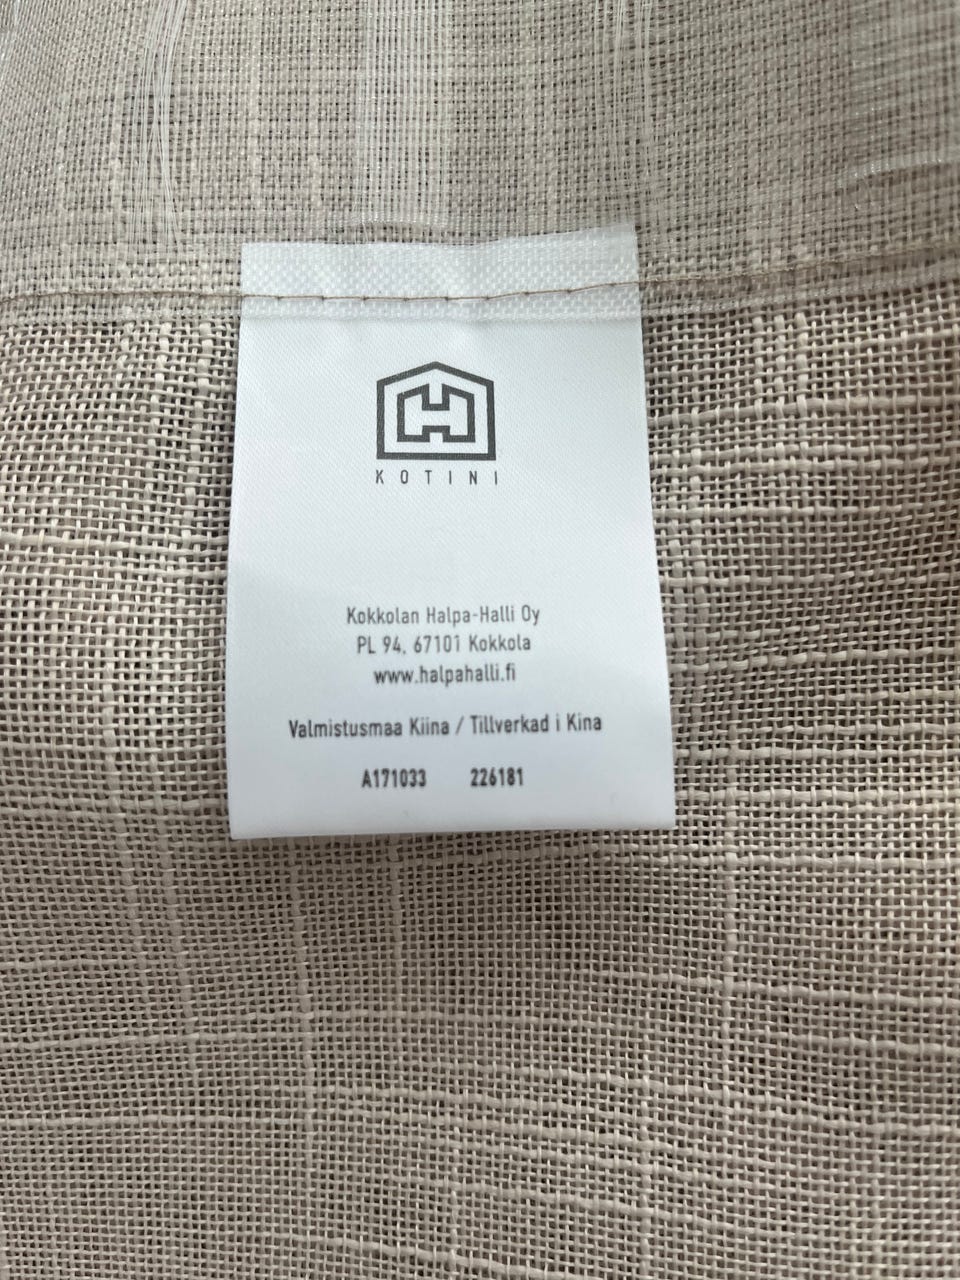 KOTINI
Kokkolan Halpa-Halli Oy
PL 94, 67101 Kokkola
www.halpahalli.fi
Valmistusmaa Kiina / Tillverkad i Kina
A171033 226181